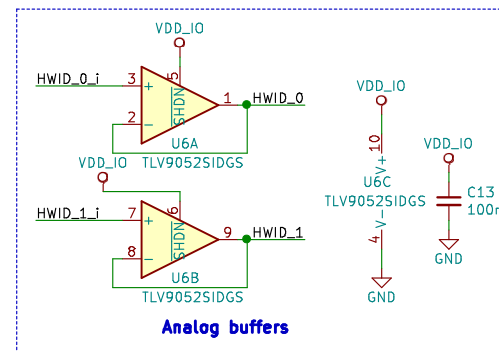 VDD_IO
HWID_0_i
3
+
5
SHDN
1
HWID_0
2
-
U6A
TLV9052SIDGS
VDD_IO
HWID_1_i
7
+
6
SHDN
9
HWID_1
8
-
U6B
TLV9052SIDGS
VDD_IO
10
V+
U6C
TLV9052SIDGS
V-
4
GND
VDD_IO
C13
100n
GND
Analog buffers